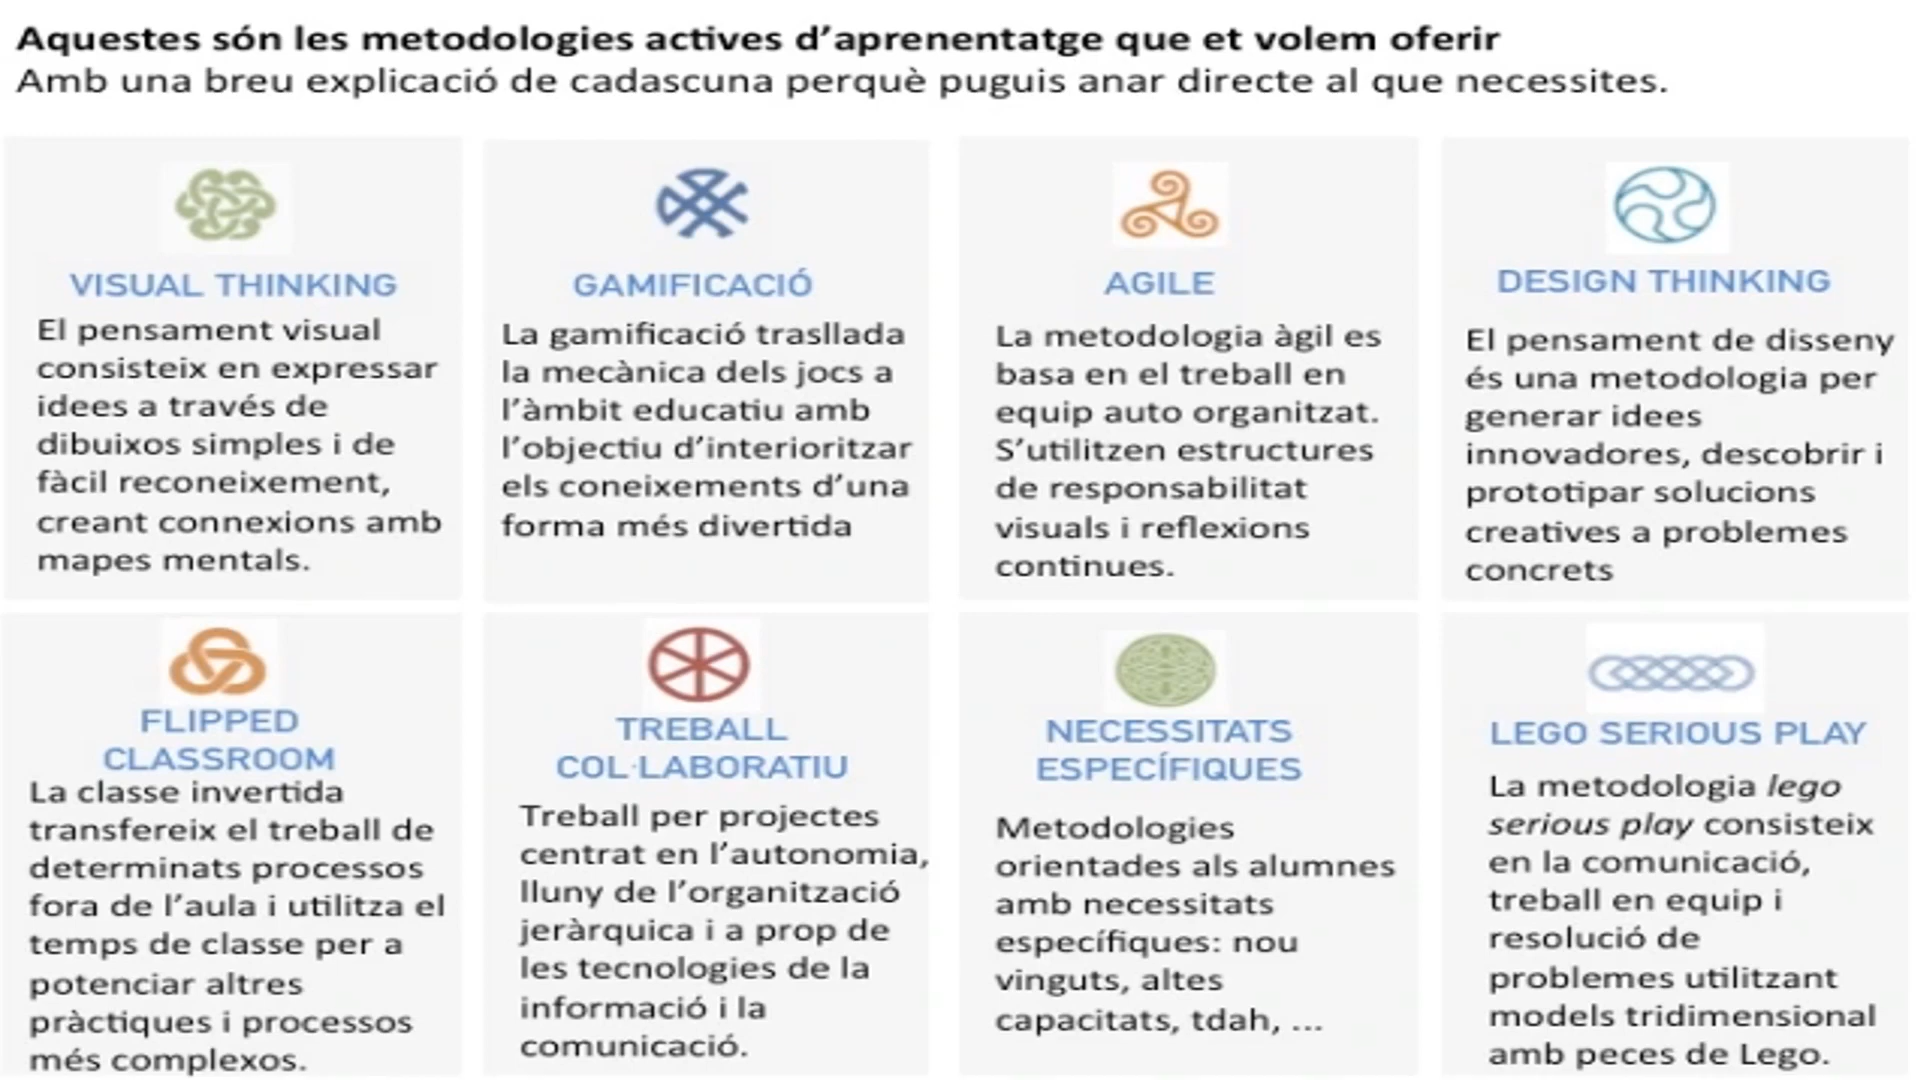 Aquestes són les metodologies actives d'aprenentatge que et volem oferir
Amb una breu explicació de cadascuna perquè puguis anar directe al que necessites.
VISUAL THINKING
El pensament visual
consisteix en expressar
idees a través de
dibuixos simples i de
fàcil reconeixement,
creant connexions amb
mapes mentals.
GAMIFICACIÓ
La gamificació trasllada
la mecànica dels jocs a
l'àmbit educatiu amb
l'objectiu d'interioritzar
els coneixements d'una
forma més divertida
AGILE
La metodologia àgil es
basa en el treball en
equip auto organitzat.
S'utilitzen estructures
de responsabilitat
visuals i reflexions
continues.
DESIGN THINKING
El pensament de disseny
és una metodologia per
generar idees
innovadores, descobrir i
prototipar solucions
creatives a problemes
concrets
FLIPPED
CLASSROOM
La classe invertida
transfereix el treball de
determinats processos
fora de l'aula i utilitza el
temps de classe per a
potenciar altres
pràctiques i processos
més complexos.
TREBALL
COL·LABORATIU
Treball per projectes
centrat en l'autonomia,
lluny de l'organització
jeràrquica i a prop de
les tecnologies de la
informació i la
comunicació.
NECESSITATS
ESPECÍFIQUES
Metodologies
orientades als alumnes
amb necessitats
específiques: nou
vinguts, altes
capacitats, tdah, ...
LEGO SERIOUS PLAY
La metodologia lego
serious play consisteix
en la comunicació,
treball en equip i
resolució de
problemes utilitzant
models tridimensional
amb peces de Lego.